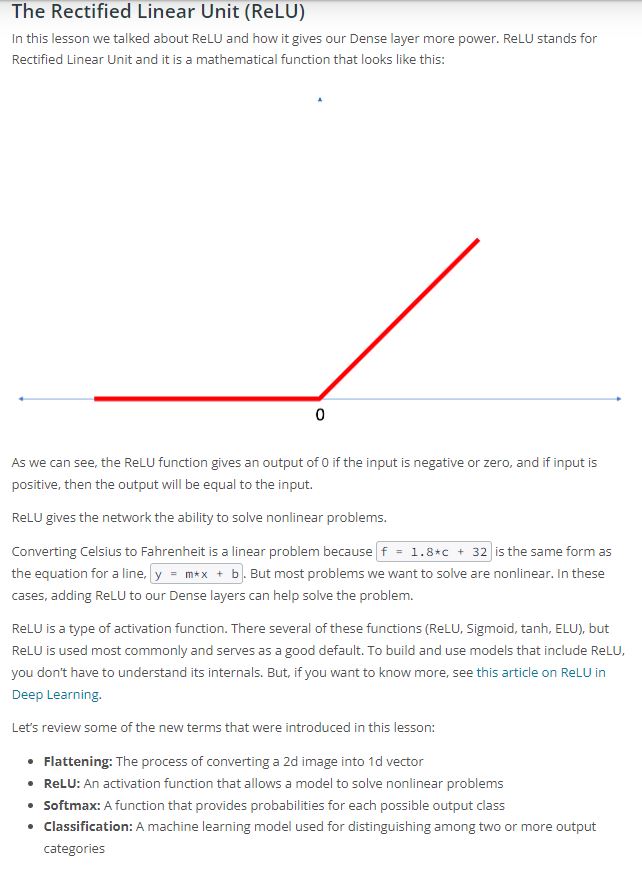 The Rectified Linear Unit (ReLU)
In this lesson we talked about ReLU and how it gives our Dense layer more power. ReLU stands for
Rectified Linear Unit and it is a mathematical function that looks like this:
0
As we can see, the ReLU function gives an output of 0 if the input is negative or zero, and if input is
positive, then the output will be equal to the input.
ReLU gives the network the ability to solve nonlinear problems.
Converting Celsius to Fahrenheit is a linear problem because f = 1.8*c + 32 is the same form as
the equation for a line, y = m*x + b. But most problems we want to solve are nonlinear. In these
cases, adding ReLU to our Dense layers can help solve the problem.
ReLU is a type of activation function. There several of these functions (ReLU, Sigmoid, tanh, ELU), but
ReLU is used most commonly and serves as a good default. To build and use models that include ReLU,
you don't have to understand its internals. But, if you want to know more, see this article on ReLU in
Deep Learning.
Let's review some of the new terms that were introduced in this lesson:
• Flattening: The process of converting a 2d image into 1d vector
• ReLU: An activation function that allows a model to solve nonlinear problems
• Softmax: A function that provides probabilities for each possible output class
• Classification: A machine learning model used for distinguishing among two or more output
categories